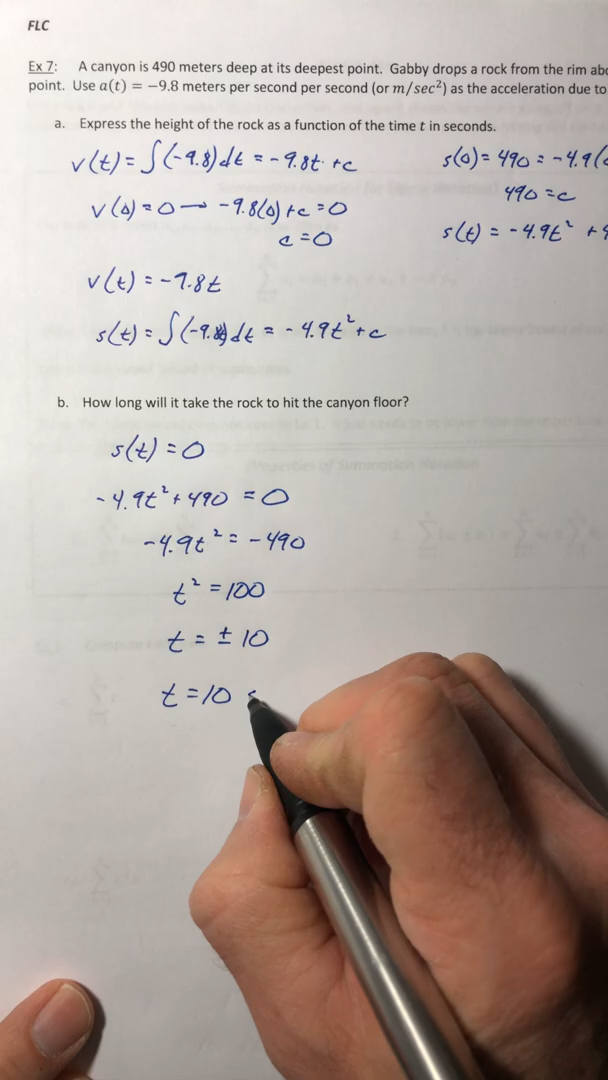 FLC
Ex 7: A canyon is 490 meters deep at its deepest point. Gabby drops a rock from the rim
point. Use a(t) = −9.8 meters per second per second (or m/sec²) as the acceleration due to
a. Express the height of the rock as a function of the time t in seconds.
v(t) = ∫(-9.8)dt = -9.8t + c
v(0) = 0 → -9.8(0) + c = 0
c = 0
v(t) = -9.8t
s(t) = ∫(-9.8t)dt = -4.9t² + c
s(0) = 490 = -4.9(
490 = c
s(t) = -4.9t² +
b. How long will it take the rock to hit the canyon floor?
s(t) = 0
-4.9t² + 490 = 0
-4.9t² = -490
t² = 100
t = ± 10
t = 10 s